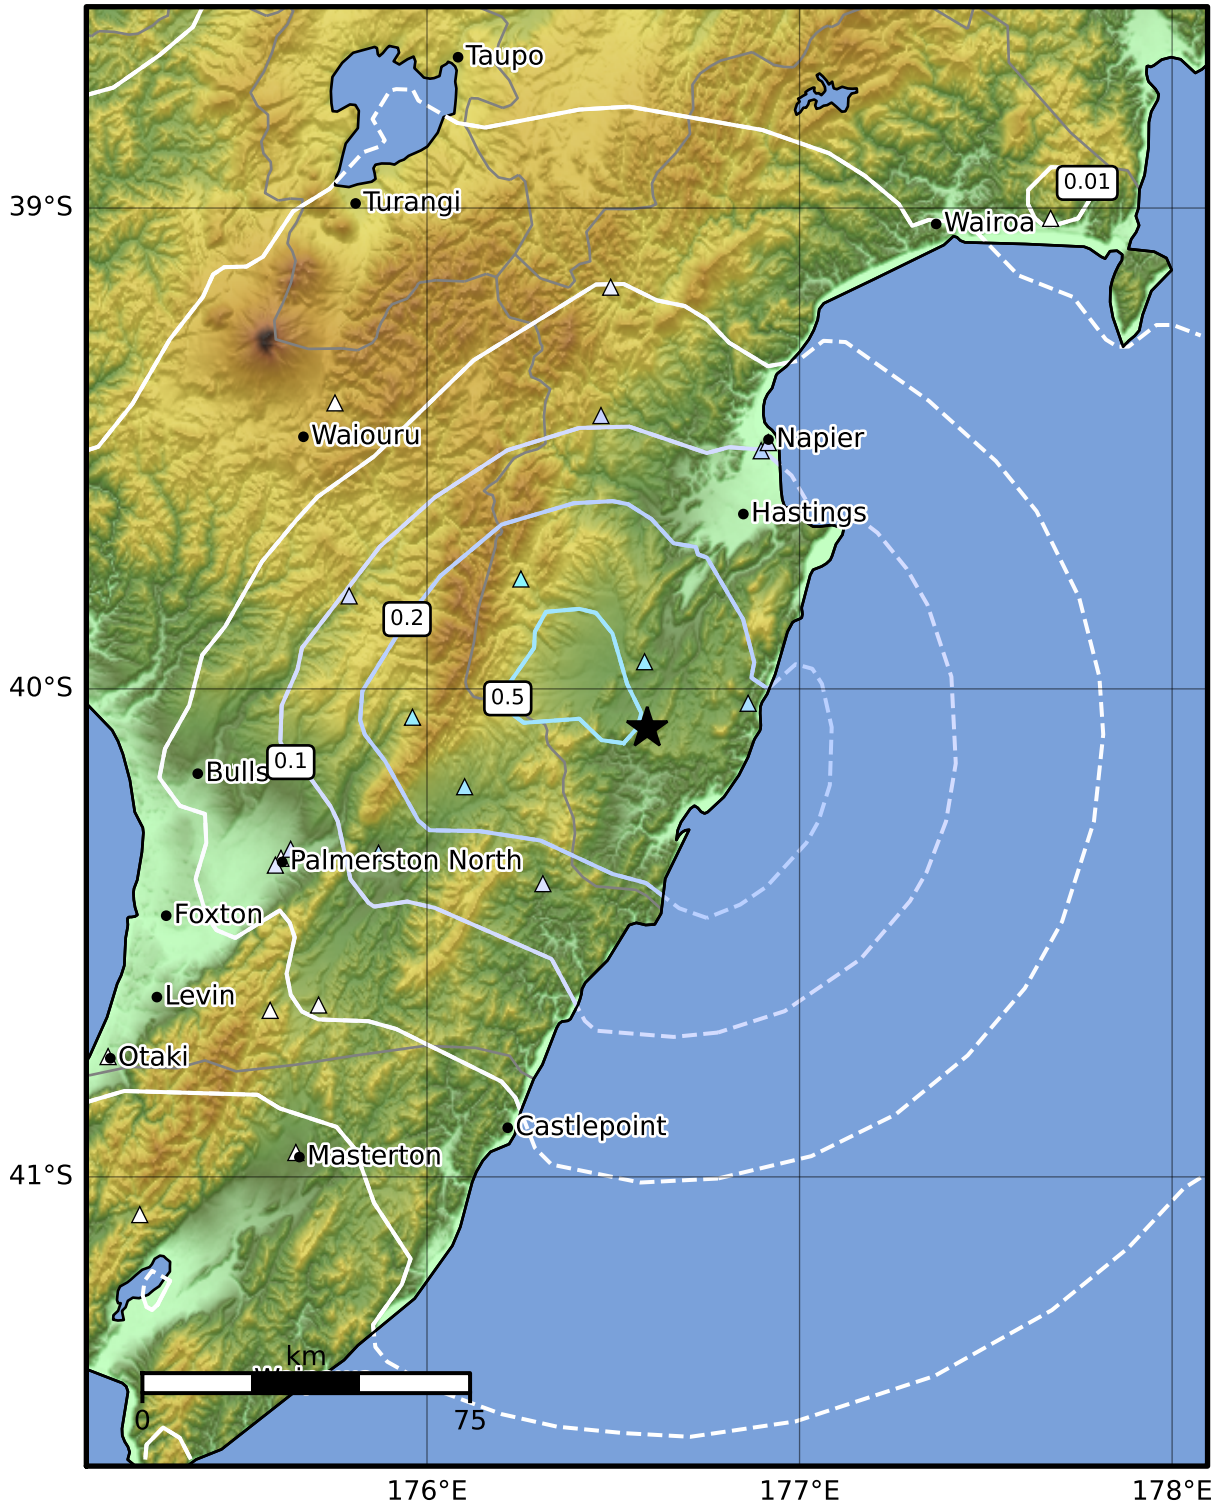 Taupo
0.01
Turangi
39°S
Wairoa
Waiouru
Napier
Hastings
0.2
40°S
0.5
0.1
Bulls
Palmerston North
Foxton
Levin
Otaki
Castlepoint
Masterton
41°S
km
0
75
176°E
177°E
178°E